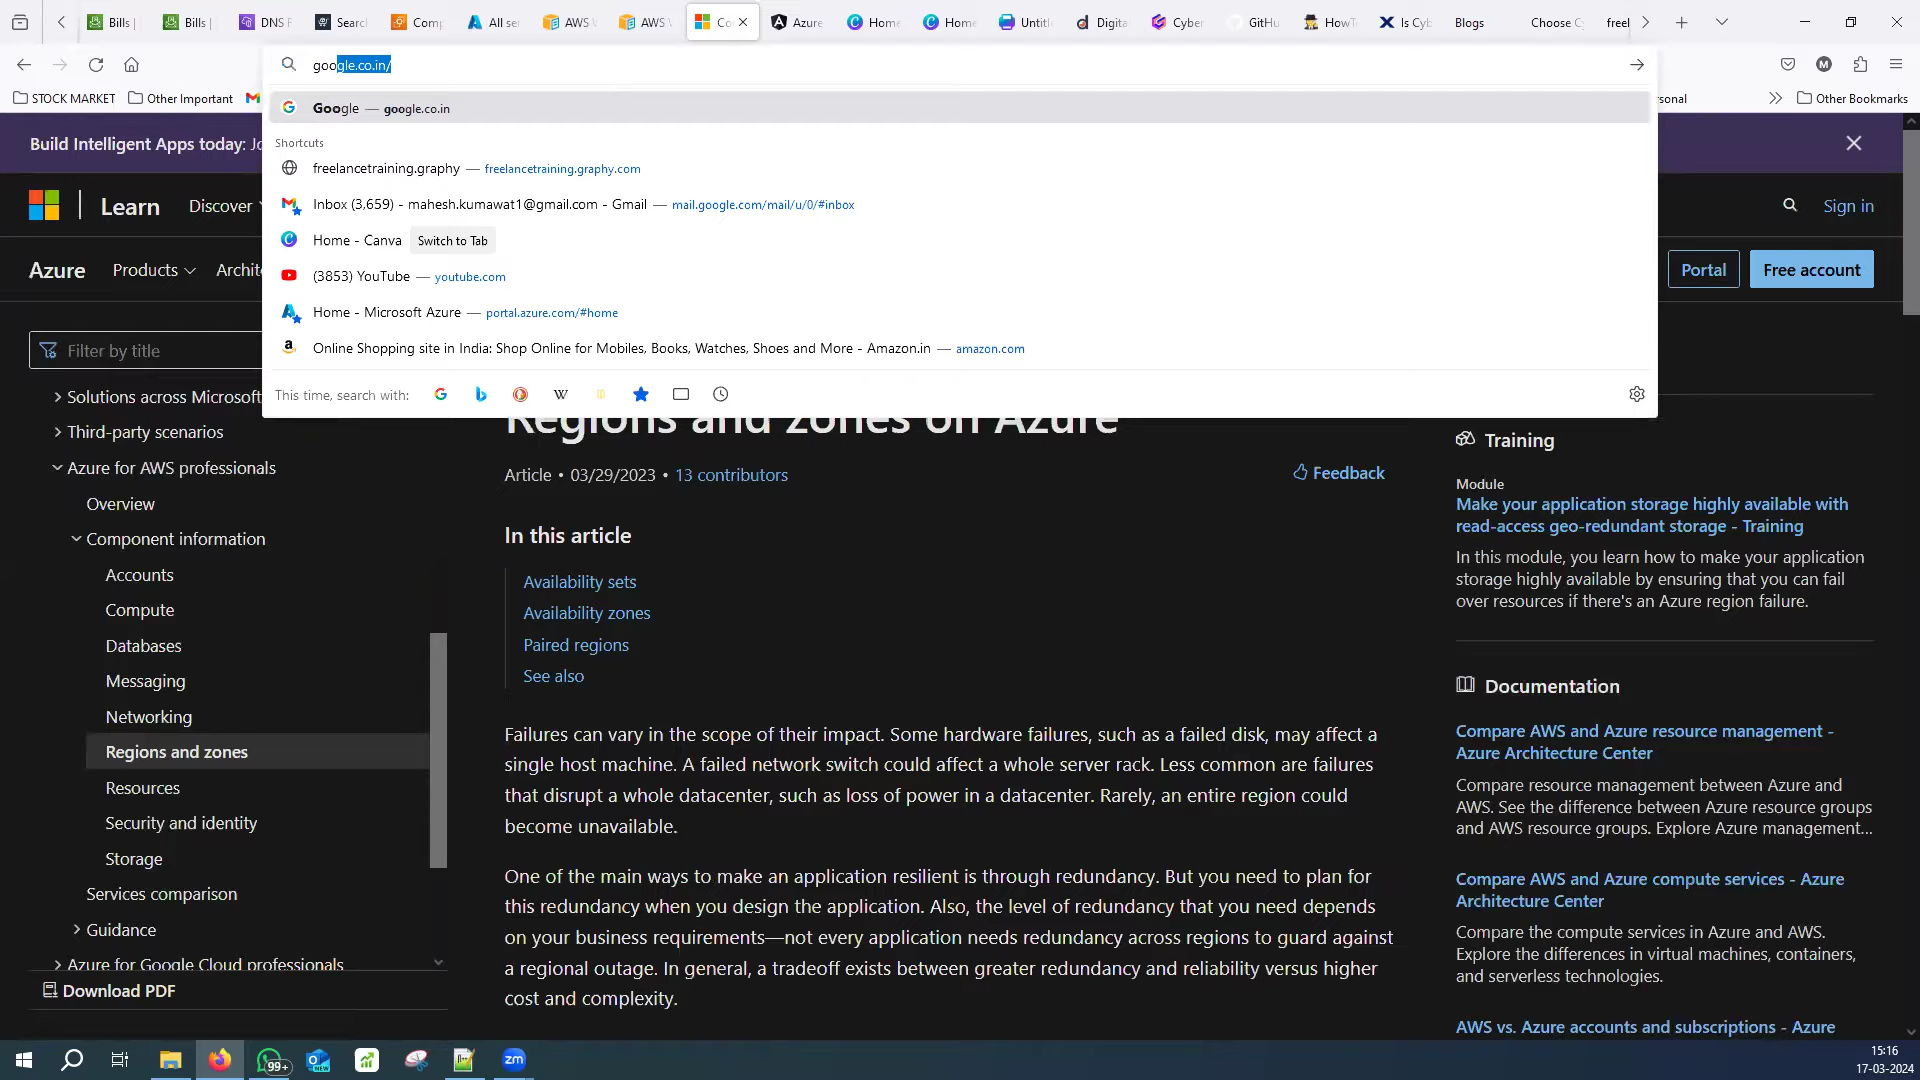 Bills |
Bills |
DNS F
Searc
Comp
All se
AWS
AWS
Co
Azure
Home
Home
Untitl
Digita
Cyber
GitHu
HowT
Is Cyb
Blogs
Choose Cy
freel
google.co.in/
STOCK MARKET
Other Important
rsonal
Other Bookmarks
Google — google.co.in
Shortcuts
freelancetraining.graphy — freelancetraining.graphy.com
Inbox (3,659) - mahesh.kumawat1@gmail.com - Gmail — mail.google.com/mail/u/0/#inbox
Home - Canva Switch to Tab
(3853) YouTube — youtube.com
Home - Microsoft Azure — portal.azure.com/#home
Online Shopping site in India: Shop Online for Mobiles, Books, Watches, Shoes and More - Amazon.in — amazon.com
This time, search with:
Build Intelligent Apps today: Jo
Learn
Discover
Sign in
Azure
Products
Archit
Portal
Free account
Filter by title
Solutions across Microsoft
Third-party scenarios
Azure for AWS professionals
Overview
Component information
Accounts
Compute
Databases
Messaging
Networking
Regions and zones
Resources
Security and identity
Storage
Services comparison
Guidance
Azure for Google Cloud professionals
Download PDF
Regions and zones on Azure
Article • 03/29/2023 • 13 contributors
Feedback
In this article
Availability sets
Availability zones
Paired regions
See also
Failures can vary in the scope of their impact. Some hardware failures, such as a failed disk, may affect a
single host machine. A failed network switch could affect a whole server rack. Less common are failures
that disrupt a whole datacenter, such as loss of power in a datacenter. Rarely, an entire region could
become unavailable.
One of the main ways to make an application resilient is through redundancy. But you need to plan for
this redundancy when you design the application. Also, the level of redundancy that you need depends
on your business requirements—not every application needs redundancy across regions to guard against
a regional outage. In general, a tradeoff exists between greater redundancy and reliability versus higher
cost and complexity.
Training
Module
Make your application storage highly available with
read-access geo-redundant storage - Training
In this module, you learn how to make your application
storage highly available by ensuring that you can fail
over resources if there's an Azure region failure.
Documentation
Compare AWS and Azure resource management -
Azure Architecture Center
Compare resource management between Azure and
AWS. See the difference between Azure resource groups
and AWS resource groups. Explore Azure management...
Compare AWS and Azure compute services - Azure
Architecture Center
Compare the compute services in Azure and AWS.
Explore the differences in virtual machines, containers,
and serverless technologies.
AWS vs. Azure accounts and subscriptions - Azure
99+
NEW
zm
15:16
17-03-2024